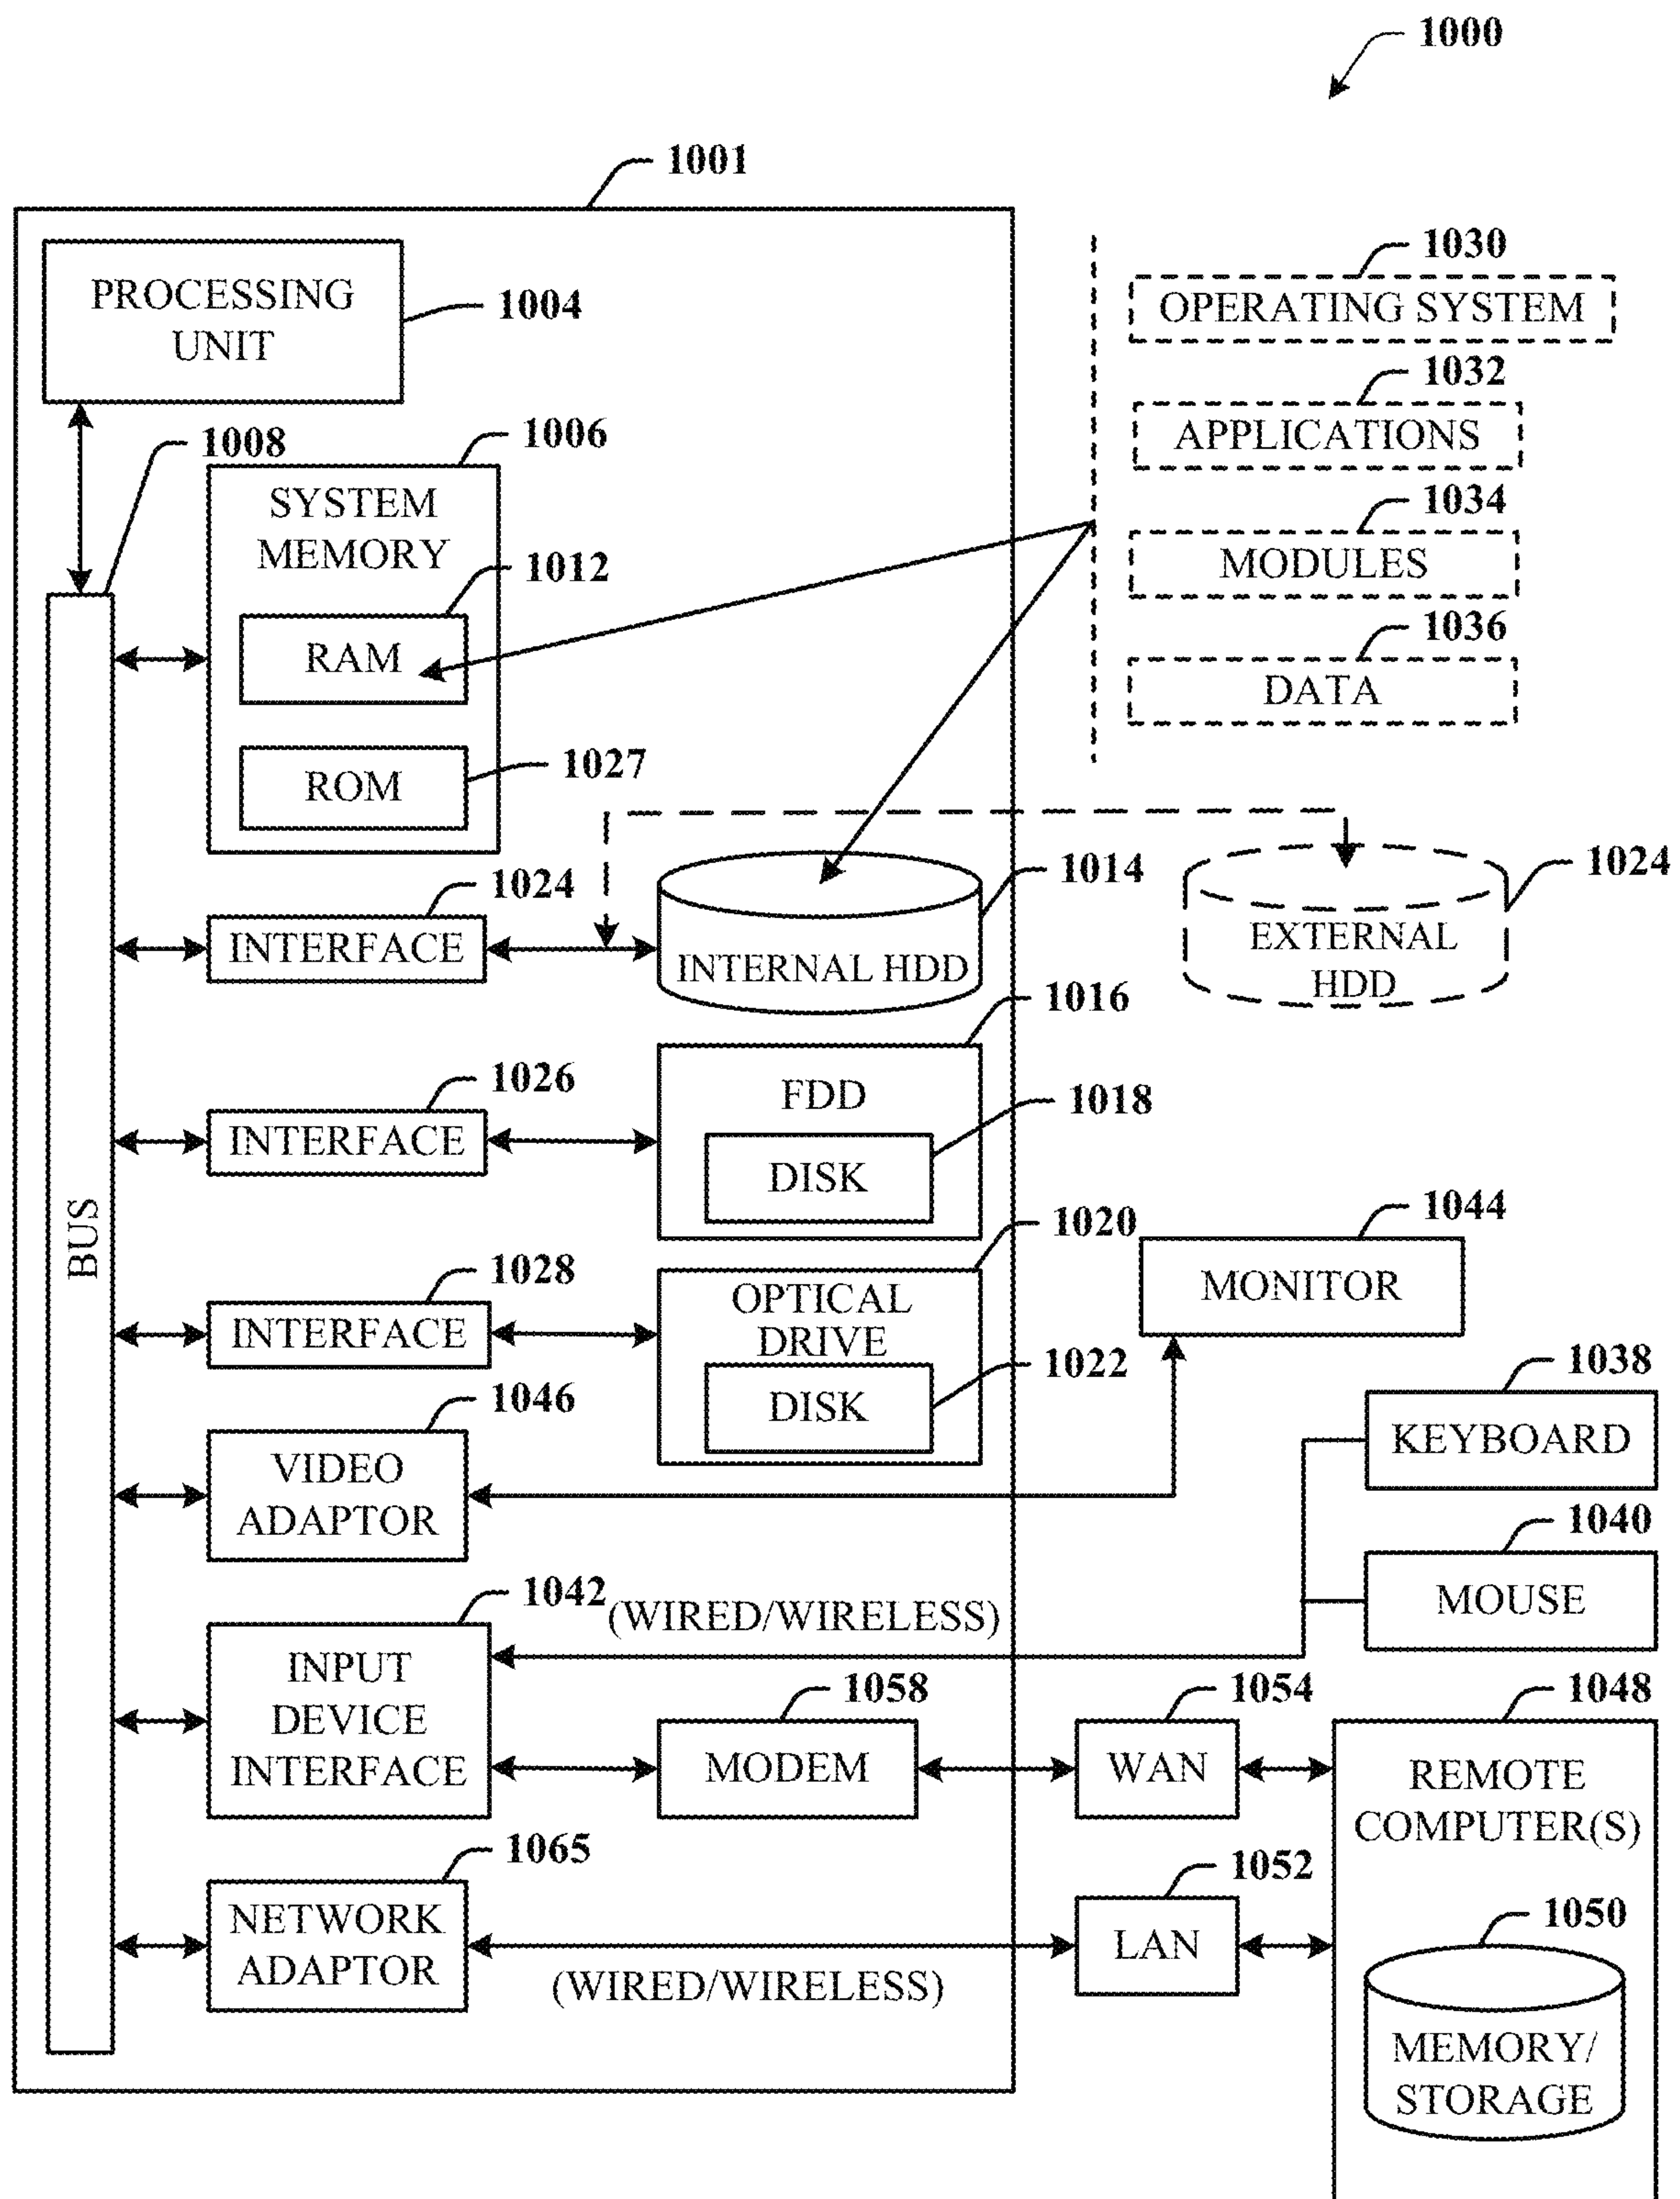 1000
1001
PROCESSING
UNIT
1004
1008
1006
SYSTEM
MEMORY
1012
RAM
ROM
1027
1030
OPERATING SYSTEM
1032
APPLICATIONS
1034
MODULES
1036
DATA
BUS
1024
INTERFACE
1014
INTERNAL HDD
1024
EXTERNAL
HDD
1026
INTERFACE
1016
FDD
1018
DISK
1028
INTERFACE
1020
OPTICAL
DRIVE
1022
DISK
1044
MONITOR
1046
VIDEO
ADAPTOR
1038
KEYBOARD
1040
MOUSE
1042
(WIRED/WIRELESS)
INPUT
DEVICE
INTERFACE
1058
MODEM
1054
WAN
1048
REMOTE
COMPUTER(S)
1065
NETWORK
ADAPTOR
(WIRED/WIRELESS)
1052
LAN
1050
MEMORY/
STORAGE